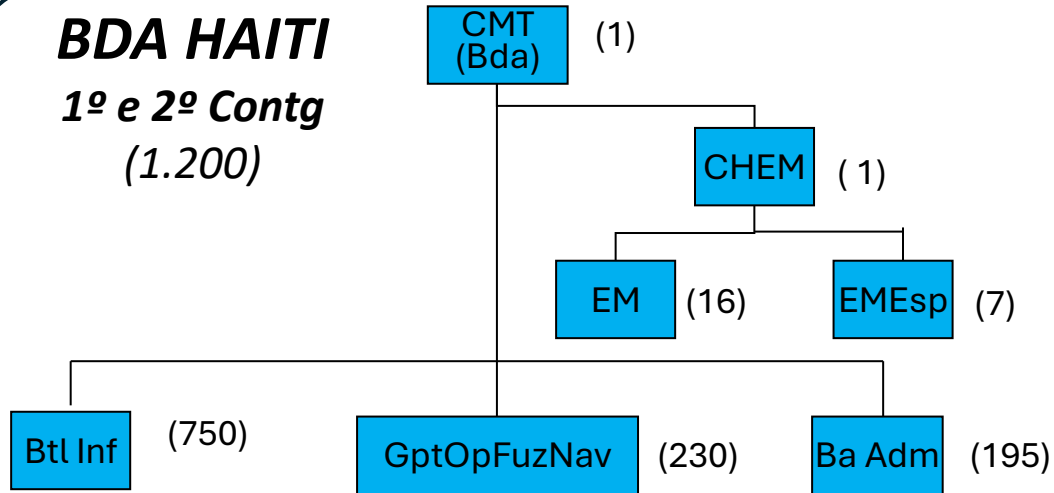 BDA HAITI
1º e 2º Contg
(1.200)
CMT
(Bda)
(1)
CHEM
( 1)
EM
(16)
EMEsp
(7)
Btl Inf
(750)
GptOpFuzNav
(230)
Ba Adm
(195)